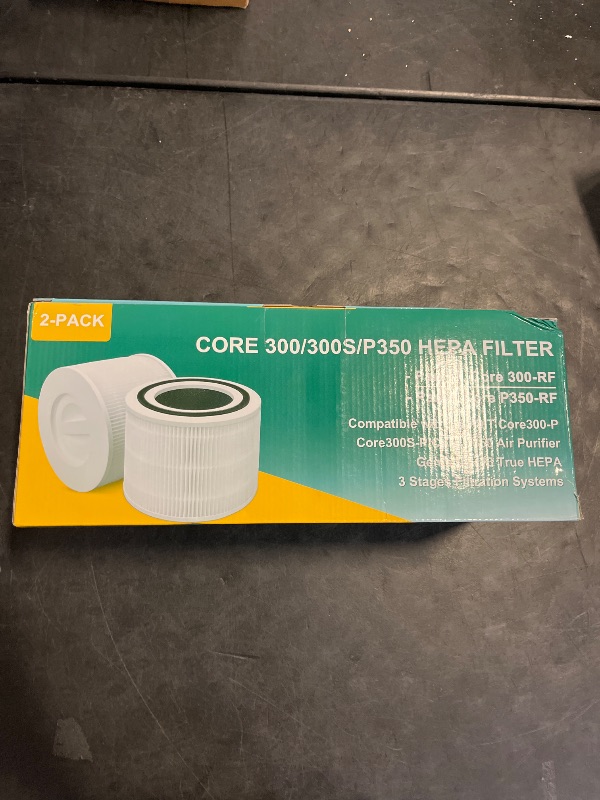 2-PACK
CORE 300/300S/P350 HEPA FILTER
300-RF
P350-RF
Compatible Core300-P
Core300S-P Air Purifier
True HEPA
3 Stages Filtration Systems